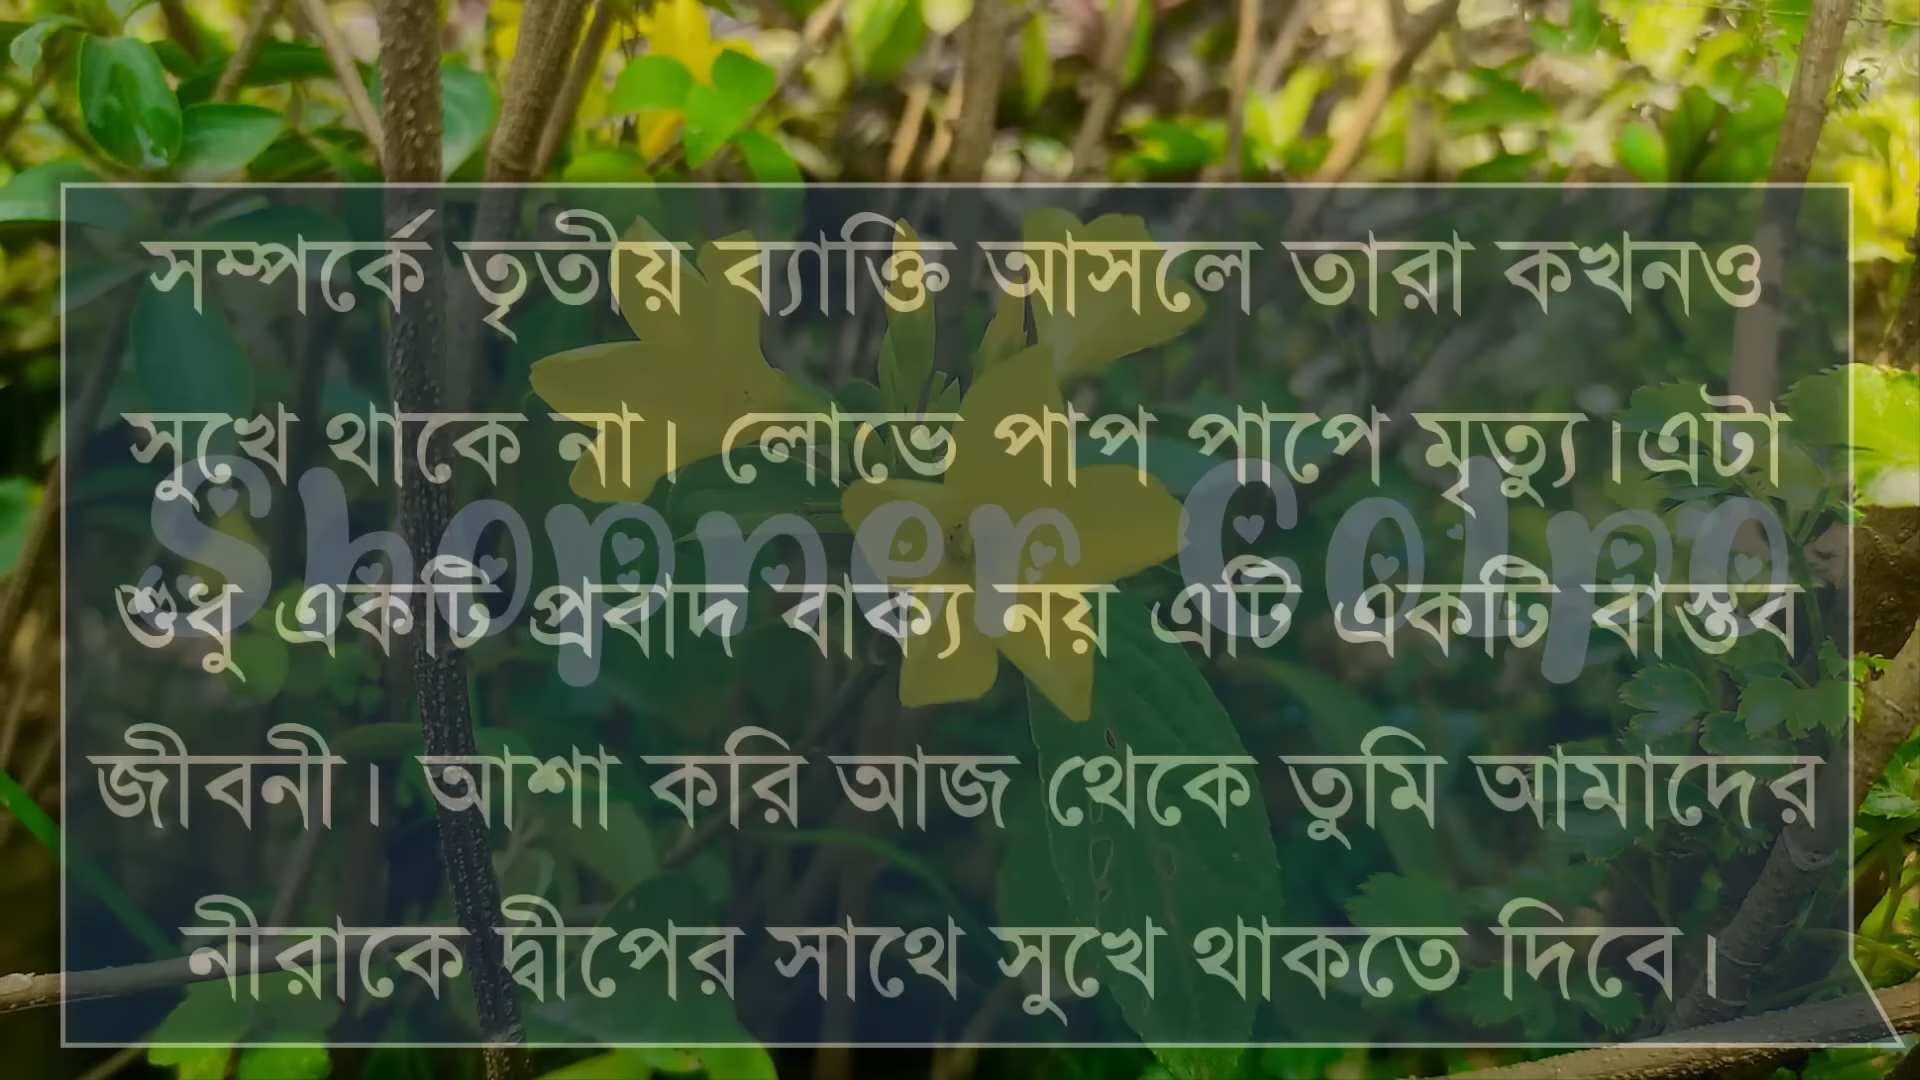 সম্পর্কে তৃতীয় ব্যাক্তি আসলে তারা কখনও
সুখে থাকে না। লোভে পাপ পাপে মৃত্যু।এটা
Shopner Golpo
শুধু একটি প্রবাদ বাক্য নয় এটি একটি বাস্তব
জীবনী। আশা করি আজ থেকে তুমি আমাদের
নীরাকে দ্বীপের সাথে সুখে থাকতে দিবে।